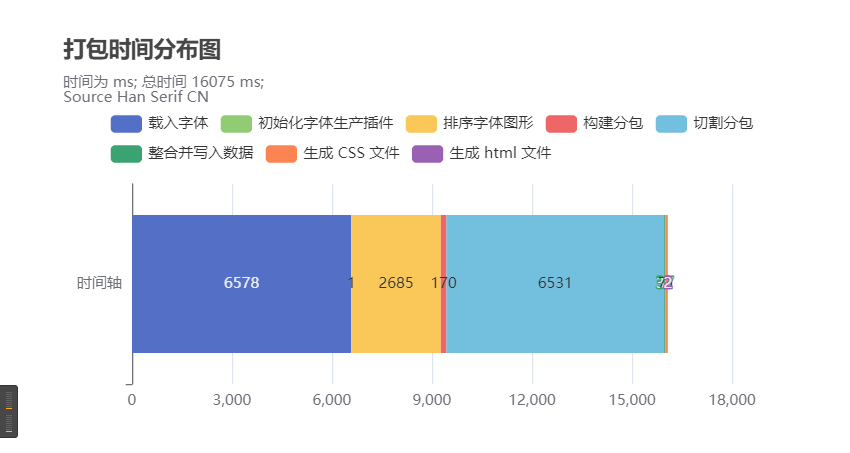 打包时间分布图
时间为 ms; 总时间 16075 ms;
Source Han Serif CN
载入字体 初始化字体生产插件 排序字体图形 构建分包 切割分包
整合并写入数据 生成 CSS 文件 生成 html 文件
时间轴 6578 1 2685 170 6531
0 3,000 6,000 9,000 12,000 15,000 18,000